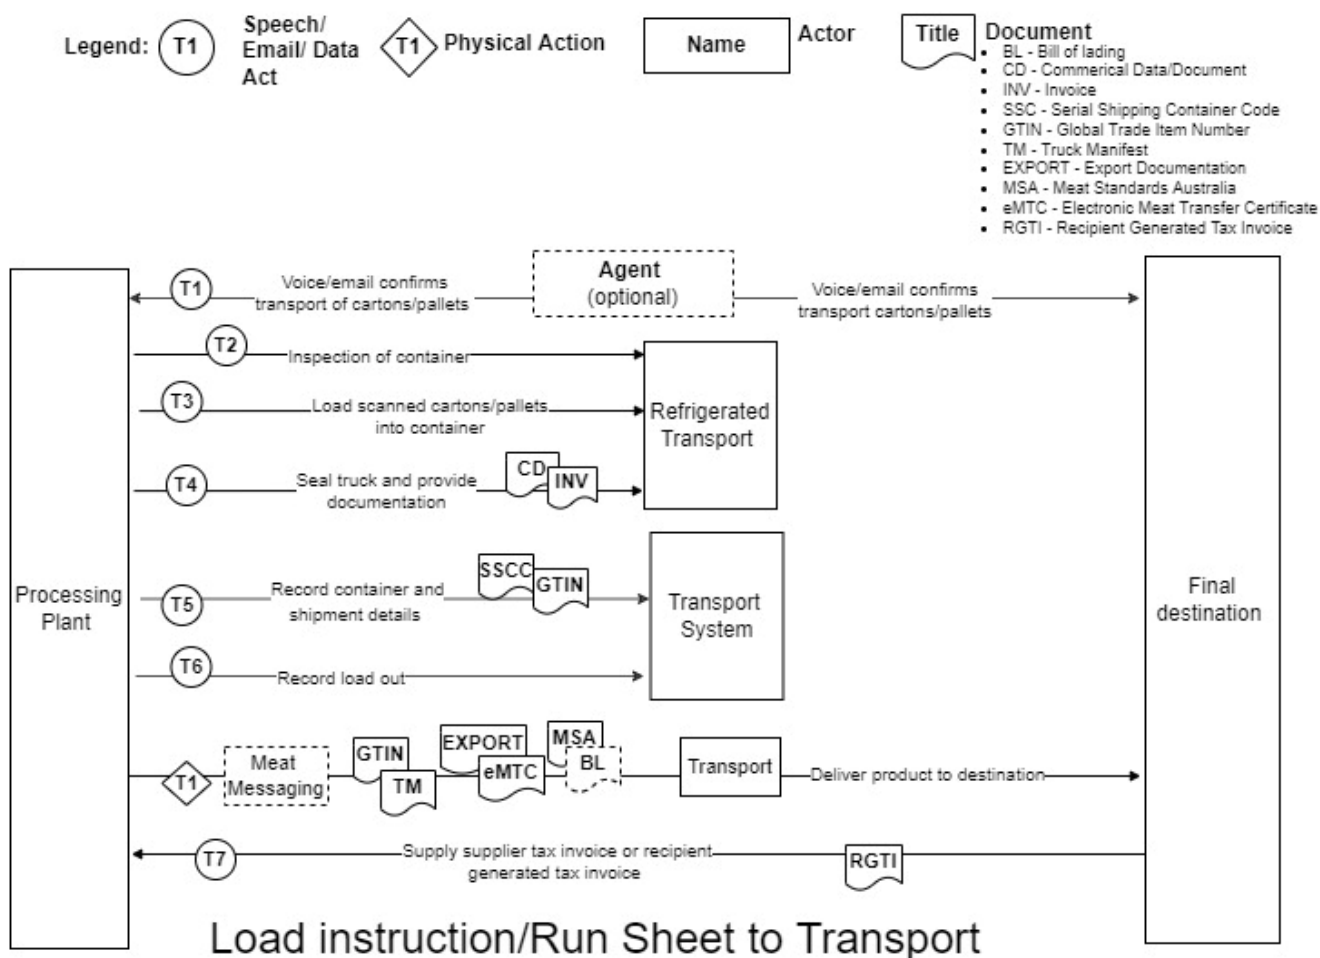 Legend:
T1
Speech/
Email/ Data
Act
T1
Physical Action
Name
Actor
Title
Document
• BL - Bill of lading
• CD - Commerical Data/Document
• INV - Invoice
• SSC - Serial Shipping Container Code
• GTIN - Global Trade Item Number
• TM - Truck Manifest
• EXPORT - Export Documentation
• MSA - Meat Standards Australia
• eMTC - Electronic Meat Transfer Certificate
• RGTI - Recipient Generated Tax Invoice
Processing
Plant
T1
Voice/email confirms
transport of cartons/pallets
Agent
(optional)
Voice/email confirms
transport cartons/pallets
T2
Inspection of container
T3
Load scanned cartons/pallets
into container
Refrigerated
Transport
T4
Seal truck and provide
documentation
CD
INV
T5
Record container and
shipment details
SSCC
GTIN
Transport
System
T6
Record load out
Final
destination
T1
Meat
Messaging
GTIN
TM
EXPORT
eMTC
MSA
BL
Transport
Deliver product to destination
T7
Supply supplier tax invoice or recipient
generated tax invoice
RGTI
Load instruction/Run Sheet to Transport